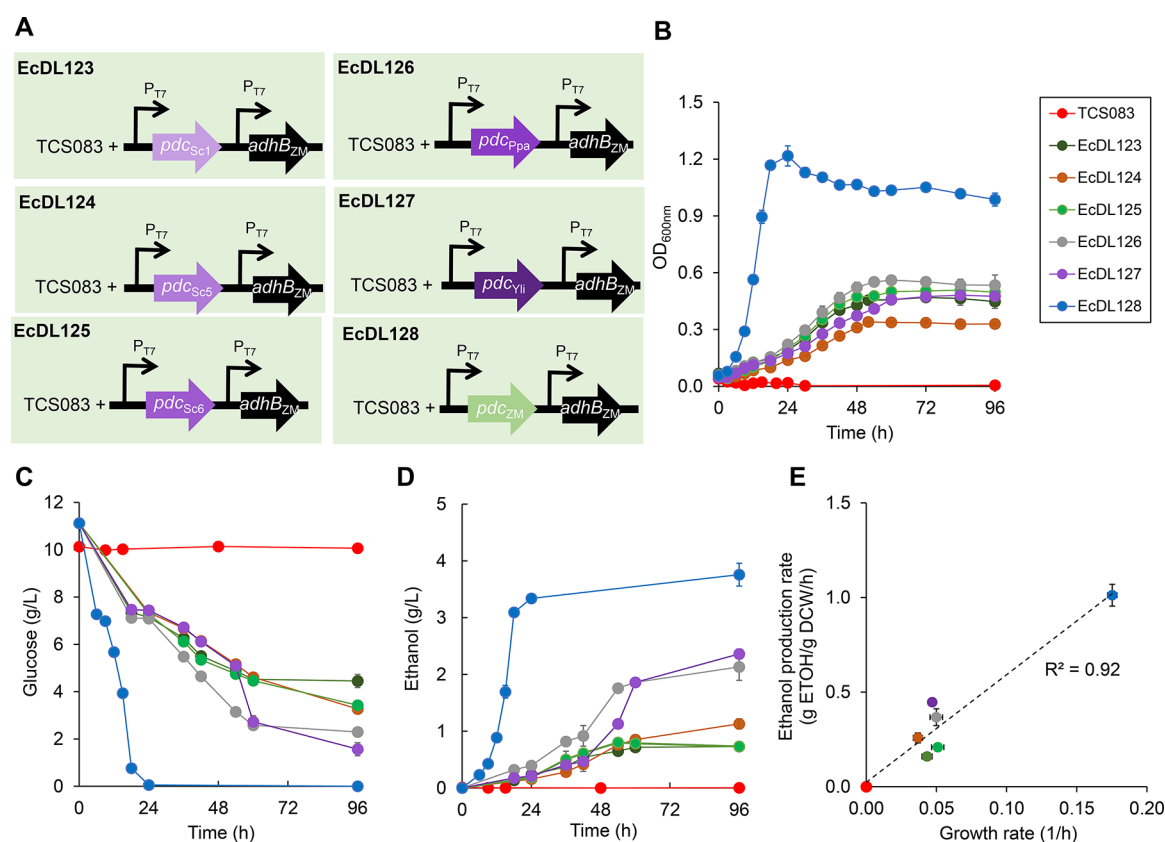 A
EcDL123
PT7
PT7
TCS083 +
pdcSc1
adhBZM
EcDL126
PT7
PT7
TCS083 +
pdcPpa
adhBZM
EcDL124
PT7
PT7
TCS083 +
pdcSc5
adhBZM
EcDL127
PT7
PT7
TCS083 +
pdcYli
adhBZM
EcDL125
PT7
PT7
TCS083 +
pdcSc6
adhBZM
EcDL128
PT7
PT7
TCS083 +
pdcZM
adhBZM
B
OD600nm
1.5
1.2
0.9
0.6
0.3
0.0
0 24 48 72 96
Time (h)
TCS083
EcDL123
EcDL124
EcDL125
EcDL126
EcDL127
EcDL128
C
Glucose (g/L)
12
10
8
6
4
2
0
0 24 48 72 96
Time (h)
D
Ethanol (g/L)
5
4
3
2
1
0
0 24 48 72 96
Time (h)
E
Ethanol production rate
(g ETOH/g DCW/h)
1.5
1.0
0.5
0.0
R² = 0.92
0.00 0.05 0.10 0.15 0.20
Growth rate (1/h)